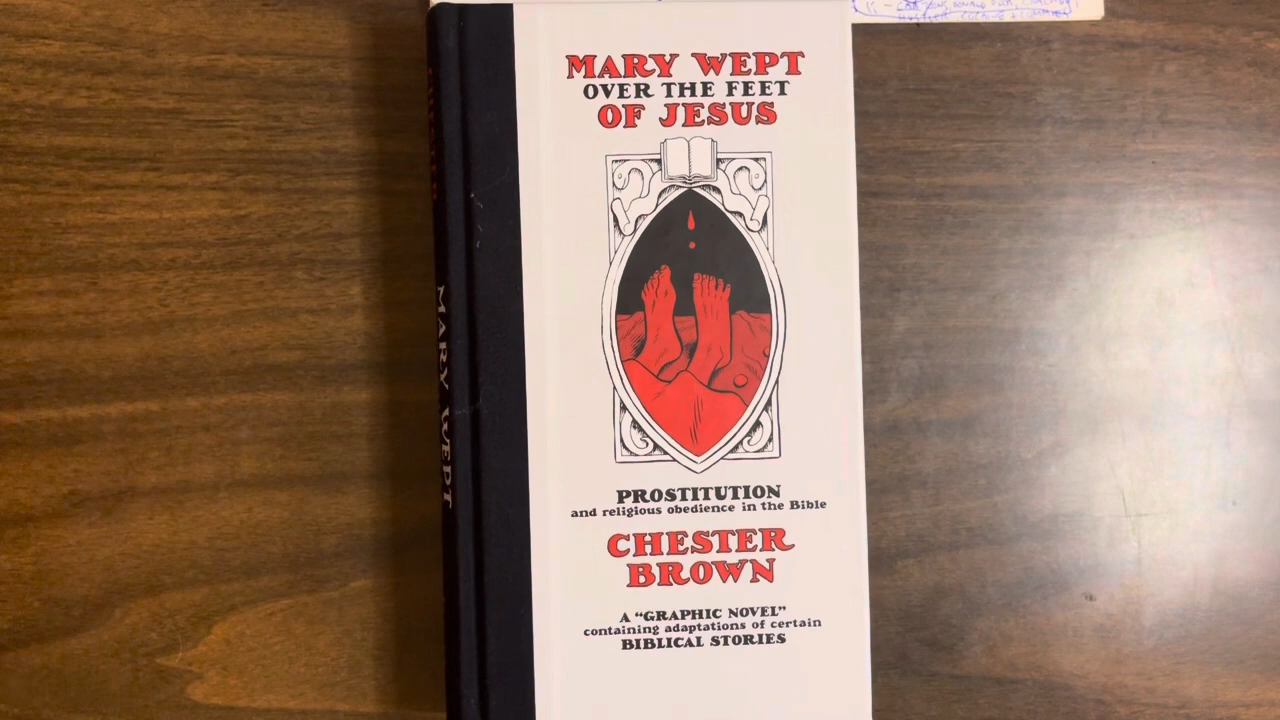 MARY WEPT
OVER THE FEET
OF JESUS
PROSTITUTION
and religious obedience in the Bible
CHESTER
BROWN
A "GRAPHIC NOVEL"
containing adaptations of certain
BIBLICAL STORIES
MARY WEPT